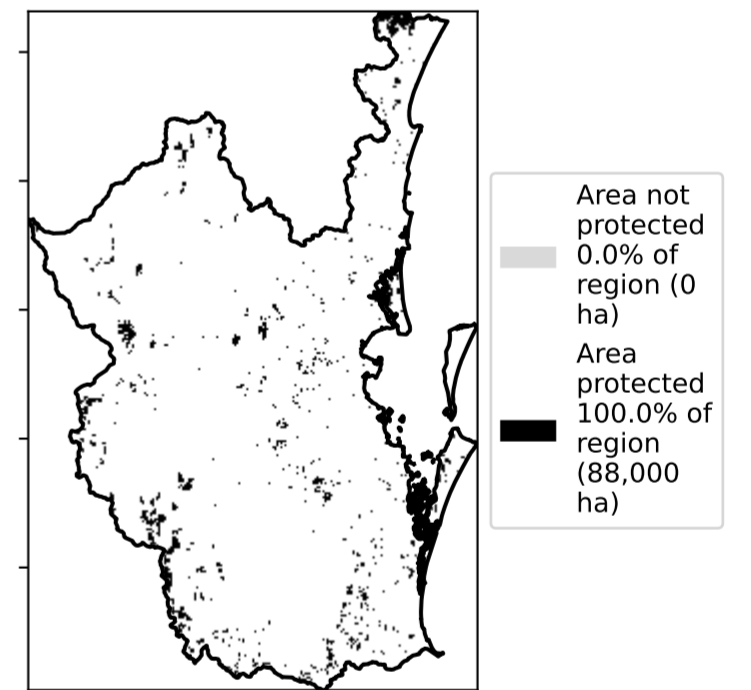 Area not
protected
0.0% of
region (0
ha)
Area
protected
100.0% of
region
(88,000
ha)